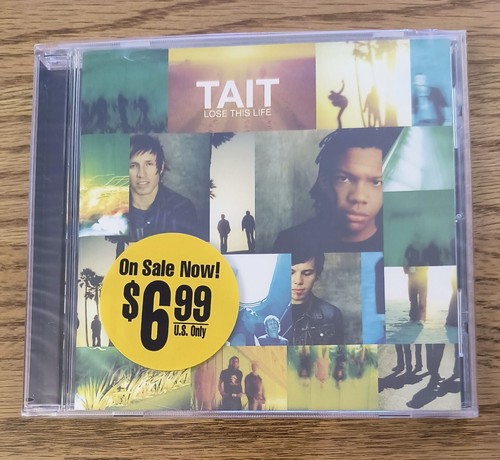 TAIT
LOSE THIS LIFE
On Sale Now!
$6.99
U.S. Only